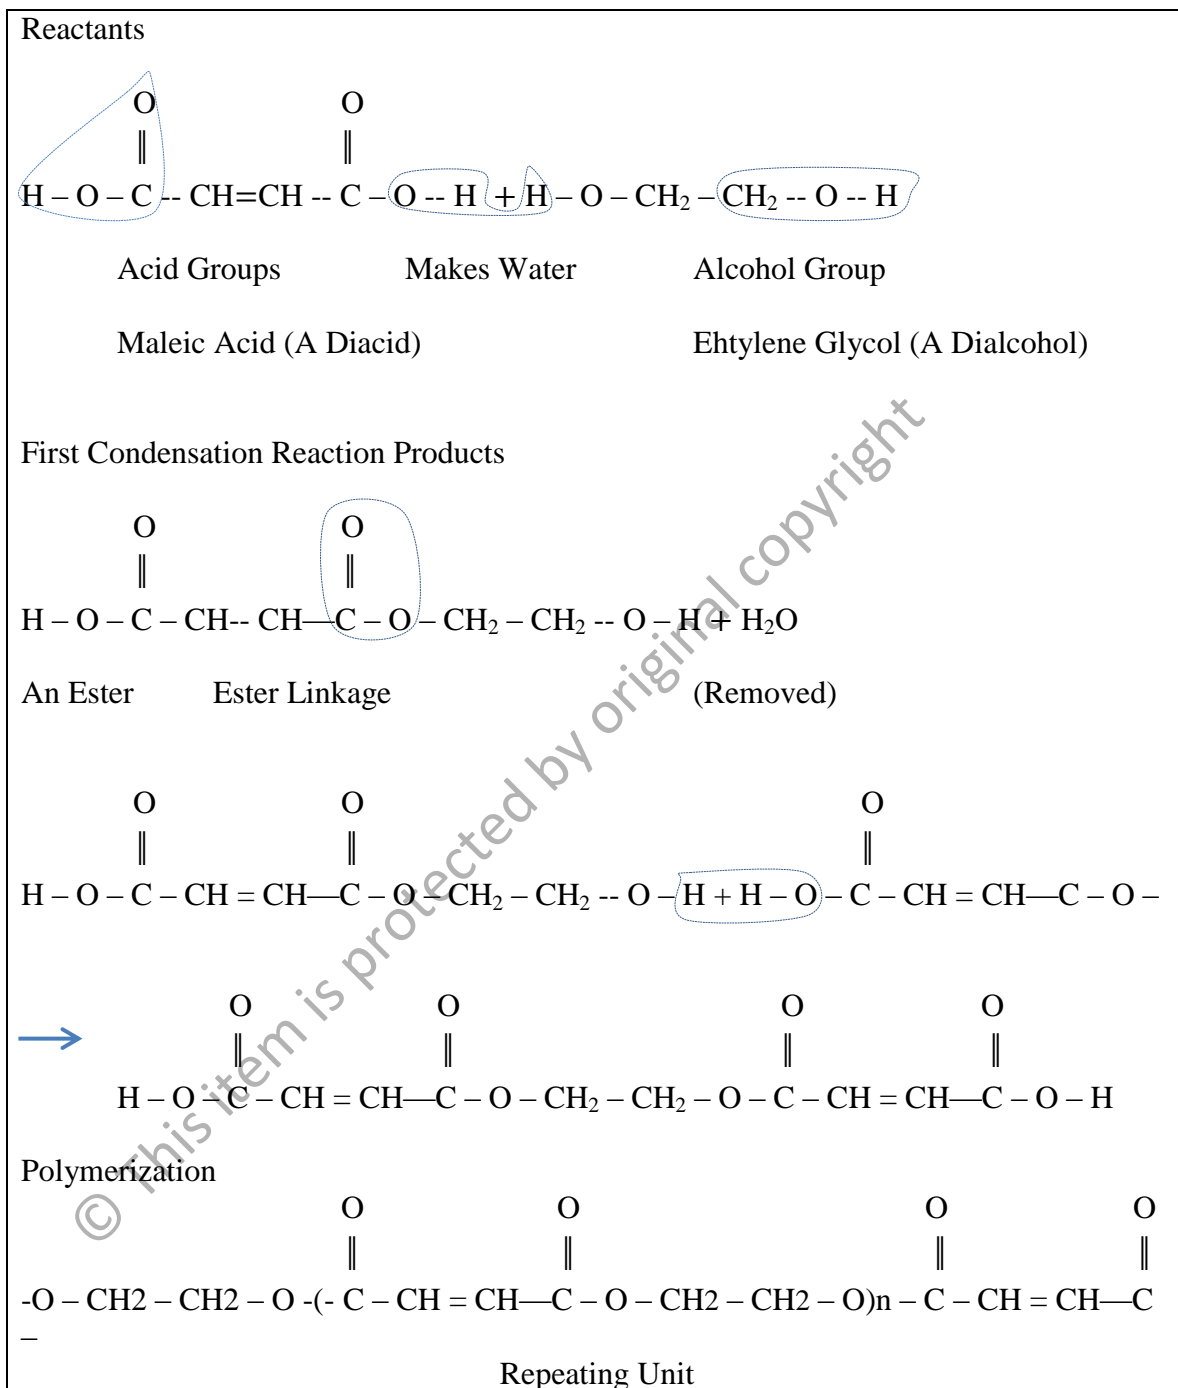 Reactants
O O
‖ ‖
H – O – C -- CH=CH -- C – O -- H + H – O – CH₂ – CH₂ -- O -- H
Acid Groups Makes Water Alcohol Group
Maleic Acid (A Diacid) Ehtylene Glycol (A Dialcohol)
First Condensation Reaction Products
O O
‖ ‖
H – O – C – CH-- CH—C – O – CH₂ – CH₂ -- O – H + H₂O
An Ester Ester Linkage (Removed)
O O O
‖ ‖ ‖
H – O – C – CH = CH—C – O – CH₂ – CH₂ -- O – H + H – O – C – CH = CH—C – O –
O O O O
‖ ‖ ‖ ‖
H – O – C – CH = CH—C – O – CH₂ – CH₂ – O – C – CH = CH—C – O – H
Polymerization
O O O O
‖ ‖ ‖ ‖
-O – CH2 – CH2 – O -(- C – CH = CH—C – O – CH2 – CH2 – O)n – C – CH = CH—C
–
Repeating Unit
© This item is protected by original copyright